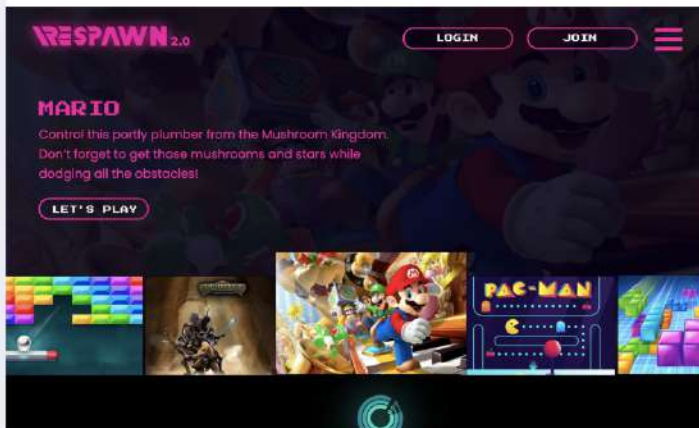 RESPAWN 2.0
LOGIN
JOIN
MARIO
Control this portly plumber from the Mushroom Kingdom.
Don't forget to get those mushrooms and stars while
dodging all the obstacles!
LET'S PLAY
PAC-MAN